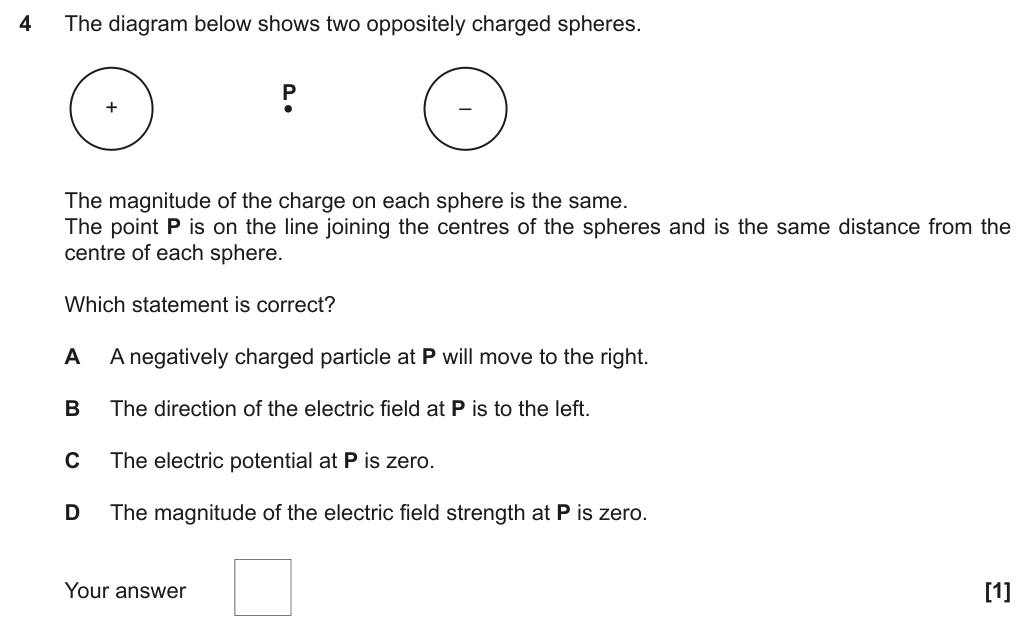 4 The diagram below shows two oppositely charged spheres.
+ P –
The magnitude of the charge on each sphere is the same.
The point P is on the line joining the centres of the spheres and is the same distance from the
centre of each sphere.
Which statement is correct?
A A negatively charged particle at P will move to the right.
B The direction of the electric field at P is to the left.
C The electric potential at P is zero.
D The magnitude of the electric field strength at P is zero.
Your answer [1]